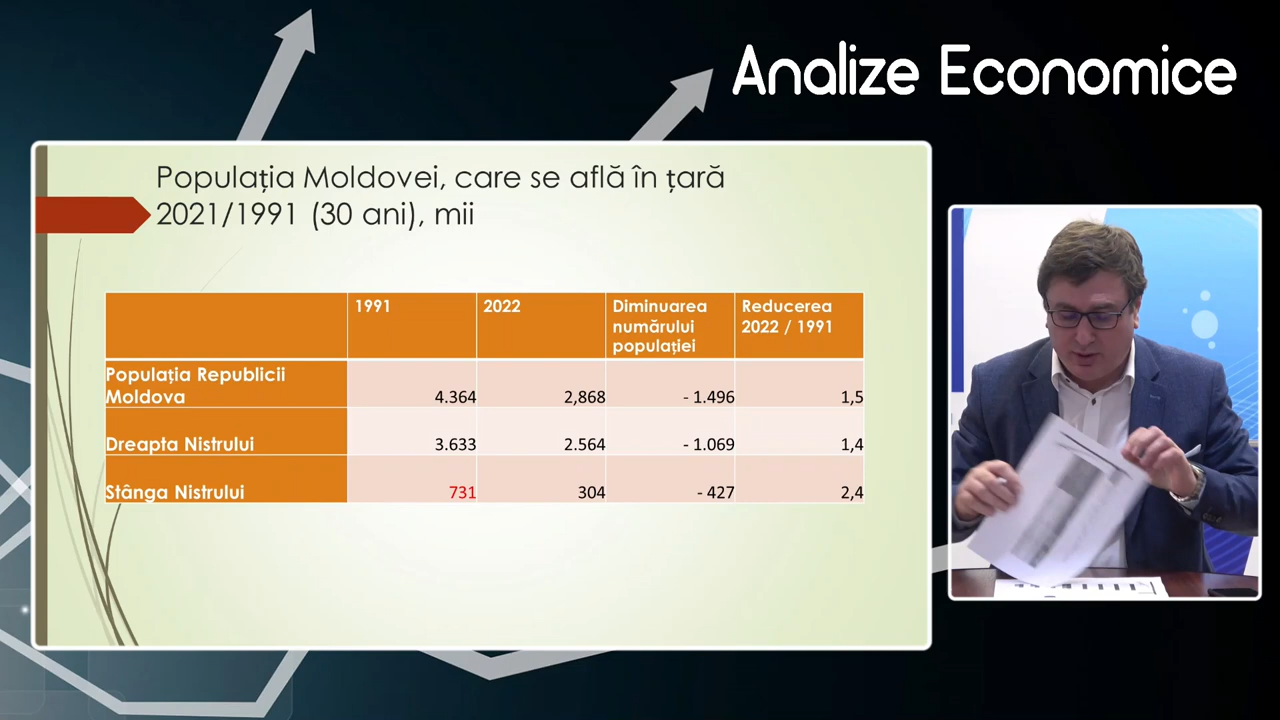 Analize Economice
Populația Moldovei, care se află în țară
2021/1991 (30 ani), mii
1991 2022 Diminuarea numărului populației Reducerea 2022 / 1991
Populația Republicii Moldova 4.364 2,868 - 1.496 1,5
Dreapta Nistrului 3.633 2.564 - 1.069 1,4
Stânga Nistrului 731 304 - 427 2,4